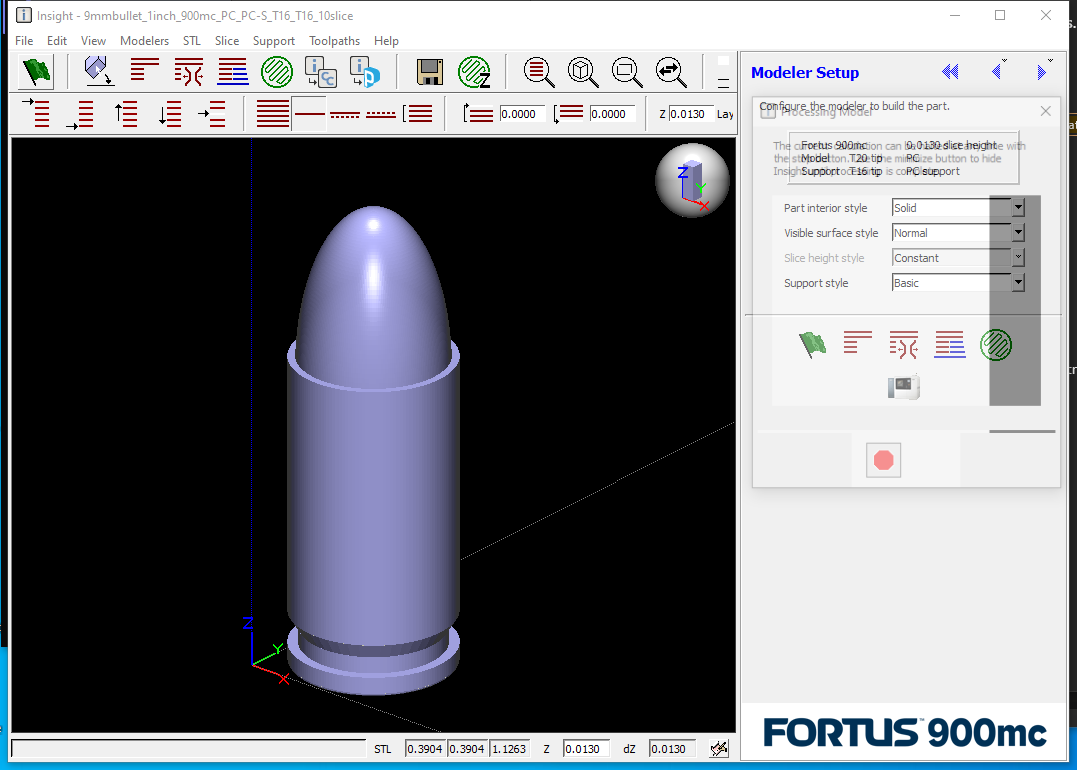 Insight - 9mmbullet_1inch_900mc_PC_PC-S_T16_T16_10slice
File Edit View Modelers STL Slice Support Toolpaths Help
0.0000 0.0000 Z 0.0130 Lay
Modeler Setup
Configure the modeler to build the part.
Processing Model
Fortus 900mc 0.0130 slice height
Model T20 tip PC
Support T16 tip PC support
Part interior style Solid
Visible surface style Normal
Slice height style Constant
Support style Basic
Z
Y
X
Z
Y
X
STL 0.3904 0.3904 1.1263 Z 0.0130 dZ 0.0130
FORTUS 900mc